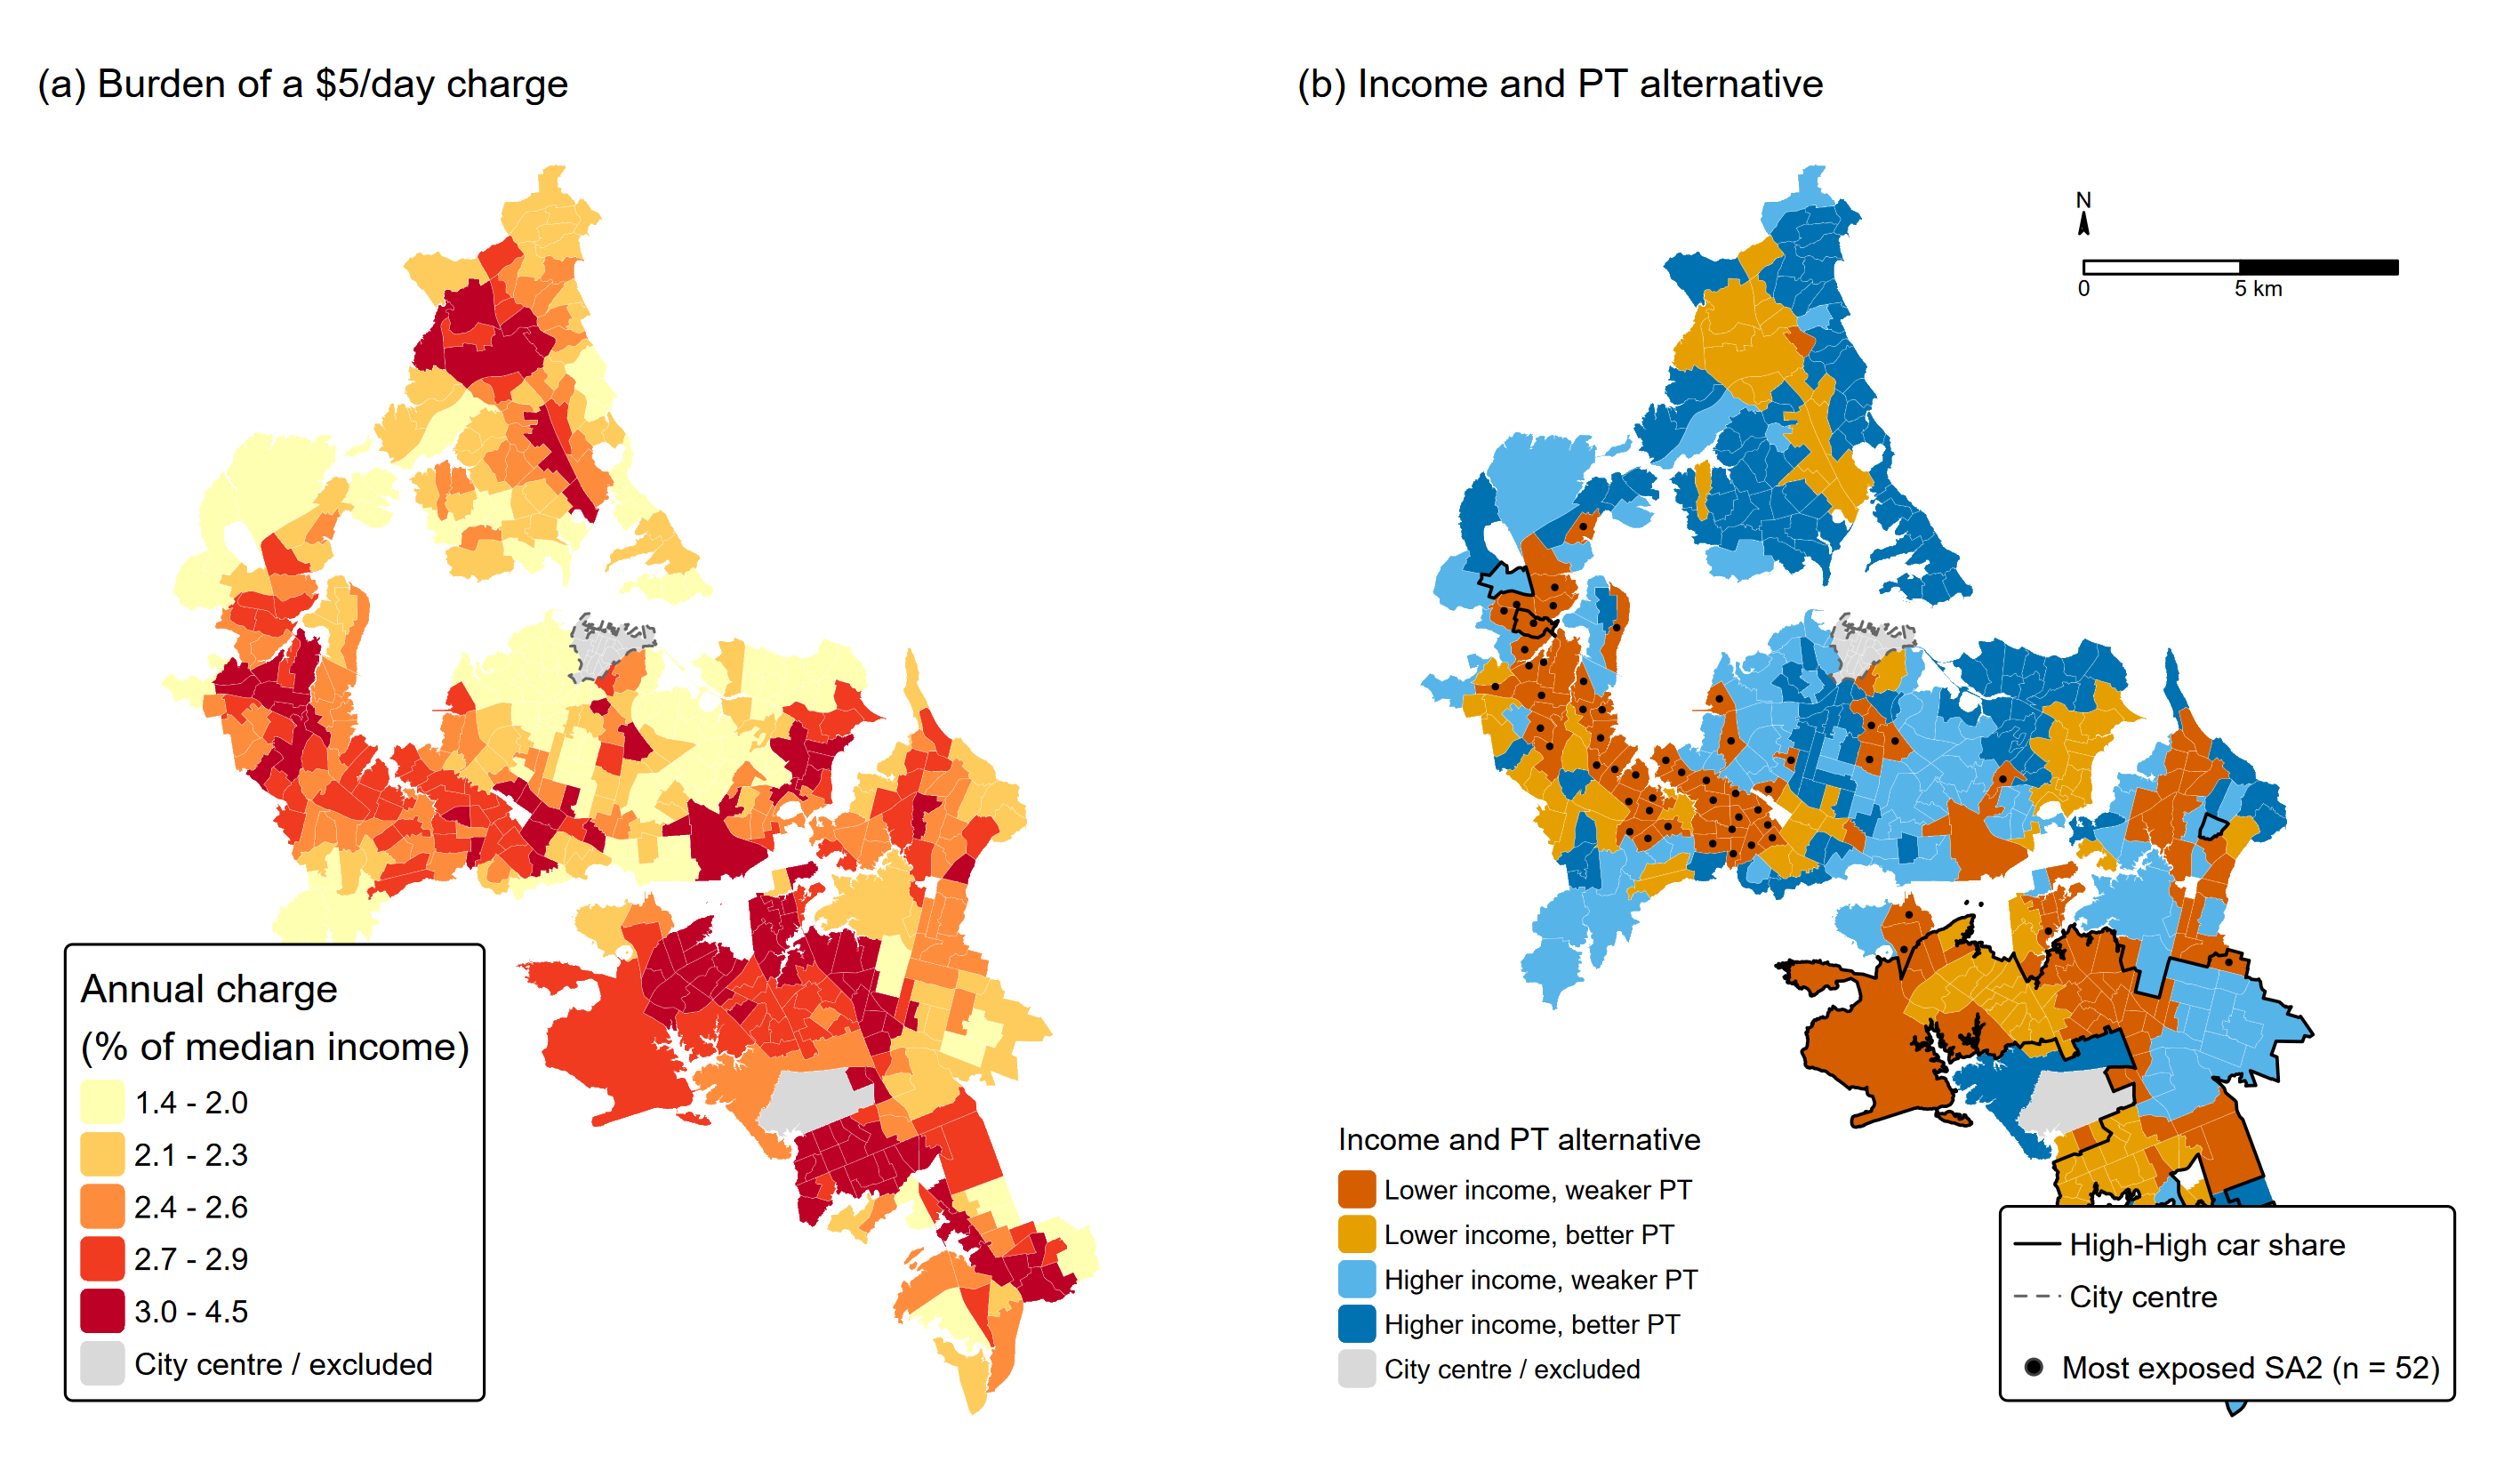 (a) Burden of a $5/day charge
(b) Income and PT alternative
N
0 5 km
Annual charge
(% of median income)
1.4 - 2.0
2.1 - 2.3
2.4 - 2.6
2.7 - 2.9
3.0 - 4.5
City centre / excluded
Income and PT alternative
Lower income, weaker PT
Lower income, better PT
Higher income, weaker PT
Higher income, better PT
City centre / excluded
High-High car share
City centre
Most exposed SA2 (n = 52)